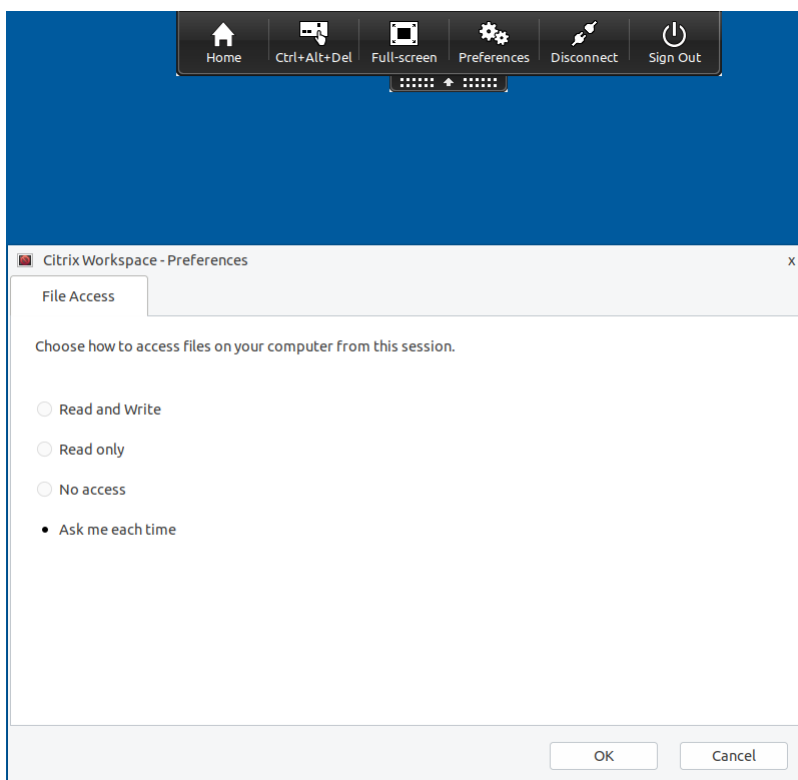 Home Ctrl+Alt+Del Full-screen Preferences Disconnect Sign Out
Citrix Workspace - Preferences x
File Access
Choose how to access files on your computer from this session.
Read and Write
Read only
No access
Ask me each time
OK Cancel